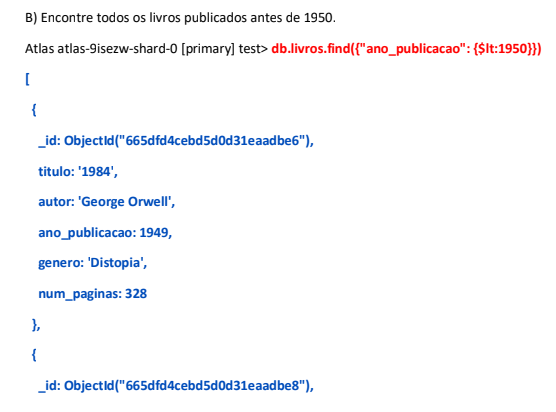 B) Encontre todos os livros publicados antes de 1950.
Atlas atlas-9isezw-shard-0 [primary] test> db.livros.find({"ano_publicacao": {$lt:1950}})
[
{
_id: ObjectId("665dfd4cebd5d0d31eaadbe6"),
titulo: '1984',
autor: 'George Orwell',
ano_publicacao: 1949,
genero: 'Distopia',
num_paginas: 328
},
{
_id: ObjectId("665dfd4cebd5d0d31eaadbe8"),